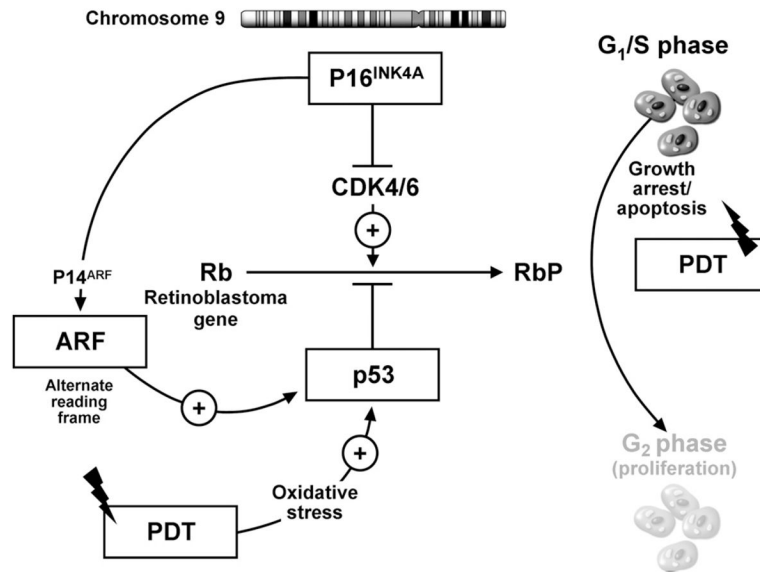 Chromosome 9
P16INK4A
CDK4/6
+
Rb
Retinoblastoma
gene
RbP
P14ARF
ARF
Alternate
reading
frame
+
p53
+
Oxidative
stress
PDT
G1/S phase
Growth
arrest/
apoptosis
PDT
G2 phase
(proliferation)